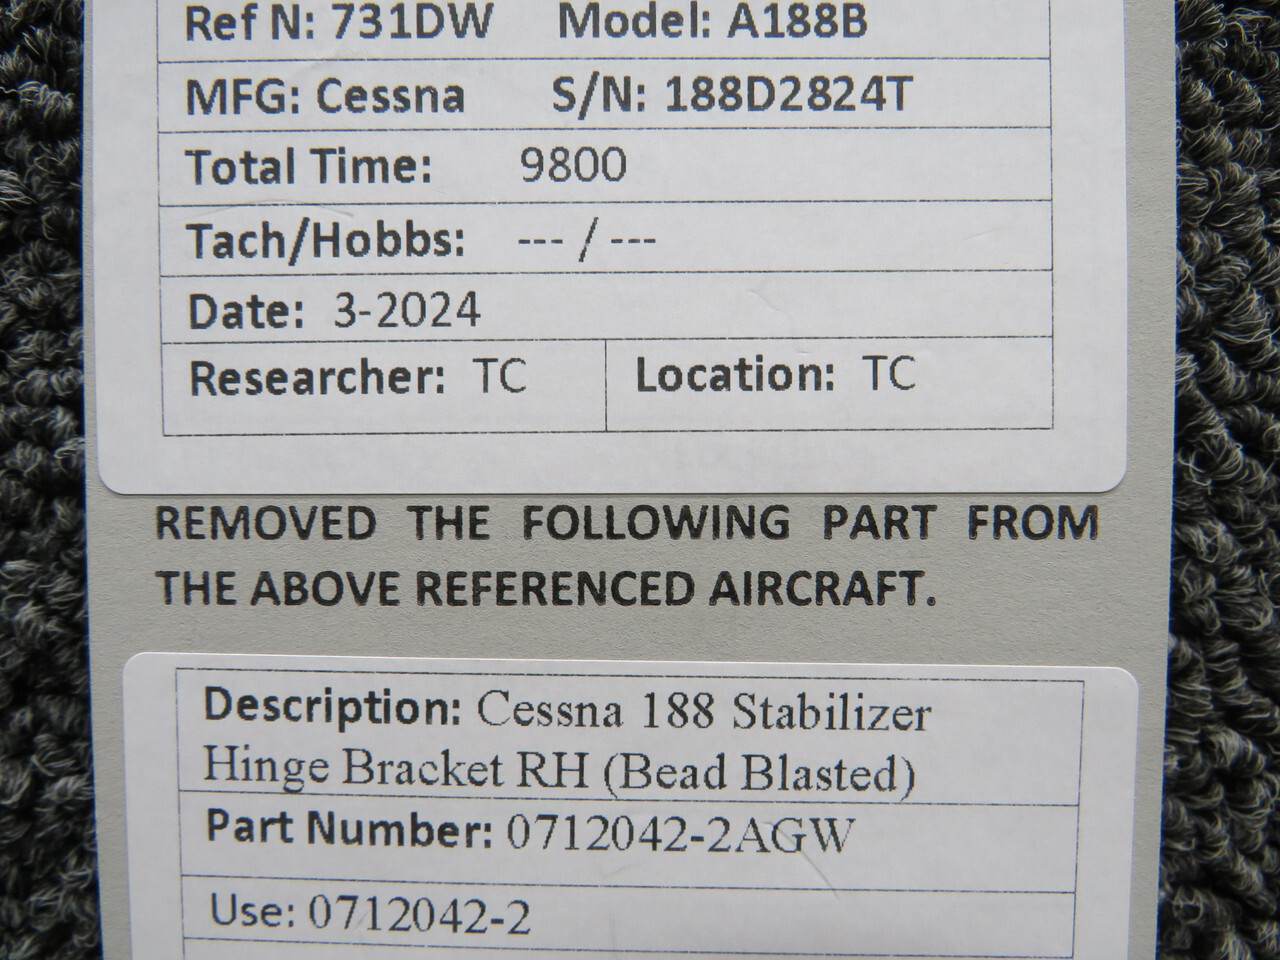 Ref N: 731DW Model: A188B
MFG: Cessna S/N: 188D2824T
Total Time: 9800
Tach/Hobbs: --- / ---
Date: 3-2024
Researcher: TC Location: TC
REMOVED THE FOLLOWING PART FROM
THE ABOVE REFERENCED AIRCRAFT.
Description: Cessna 188 Stabilizer
Hinge Bracket RH (Bead Blasted)
Part Number: 0712042-2AGW
Use: 0712042-2